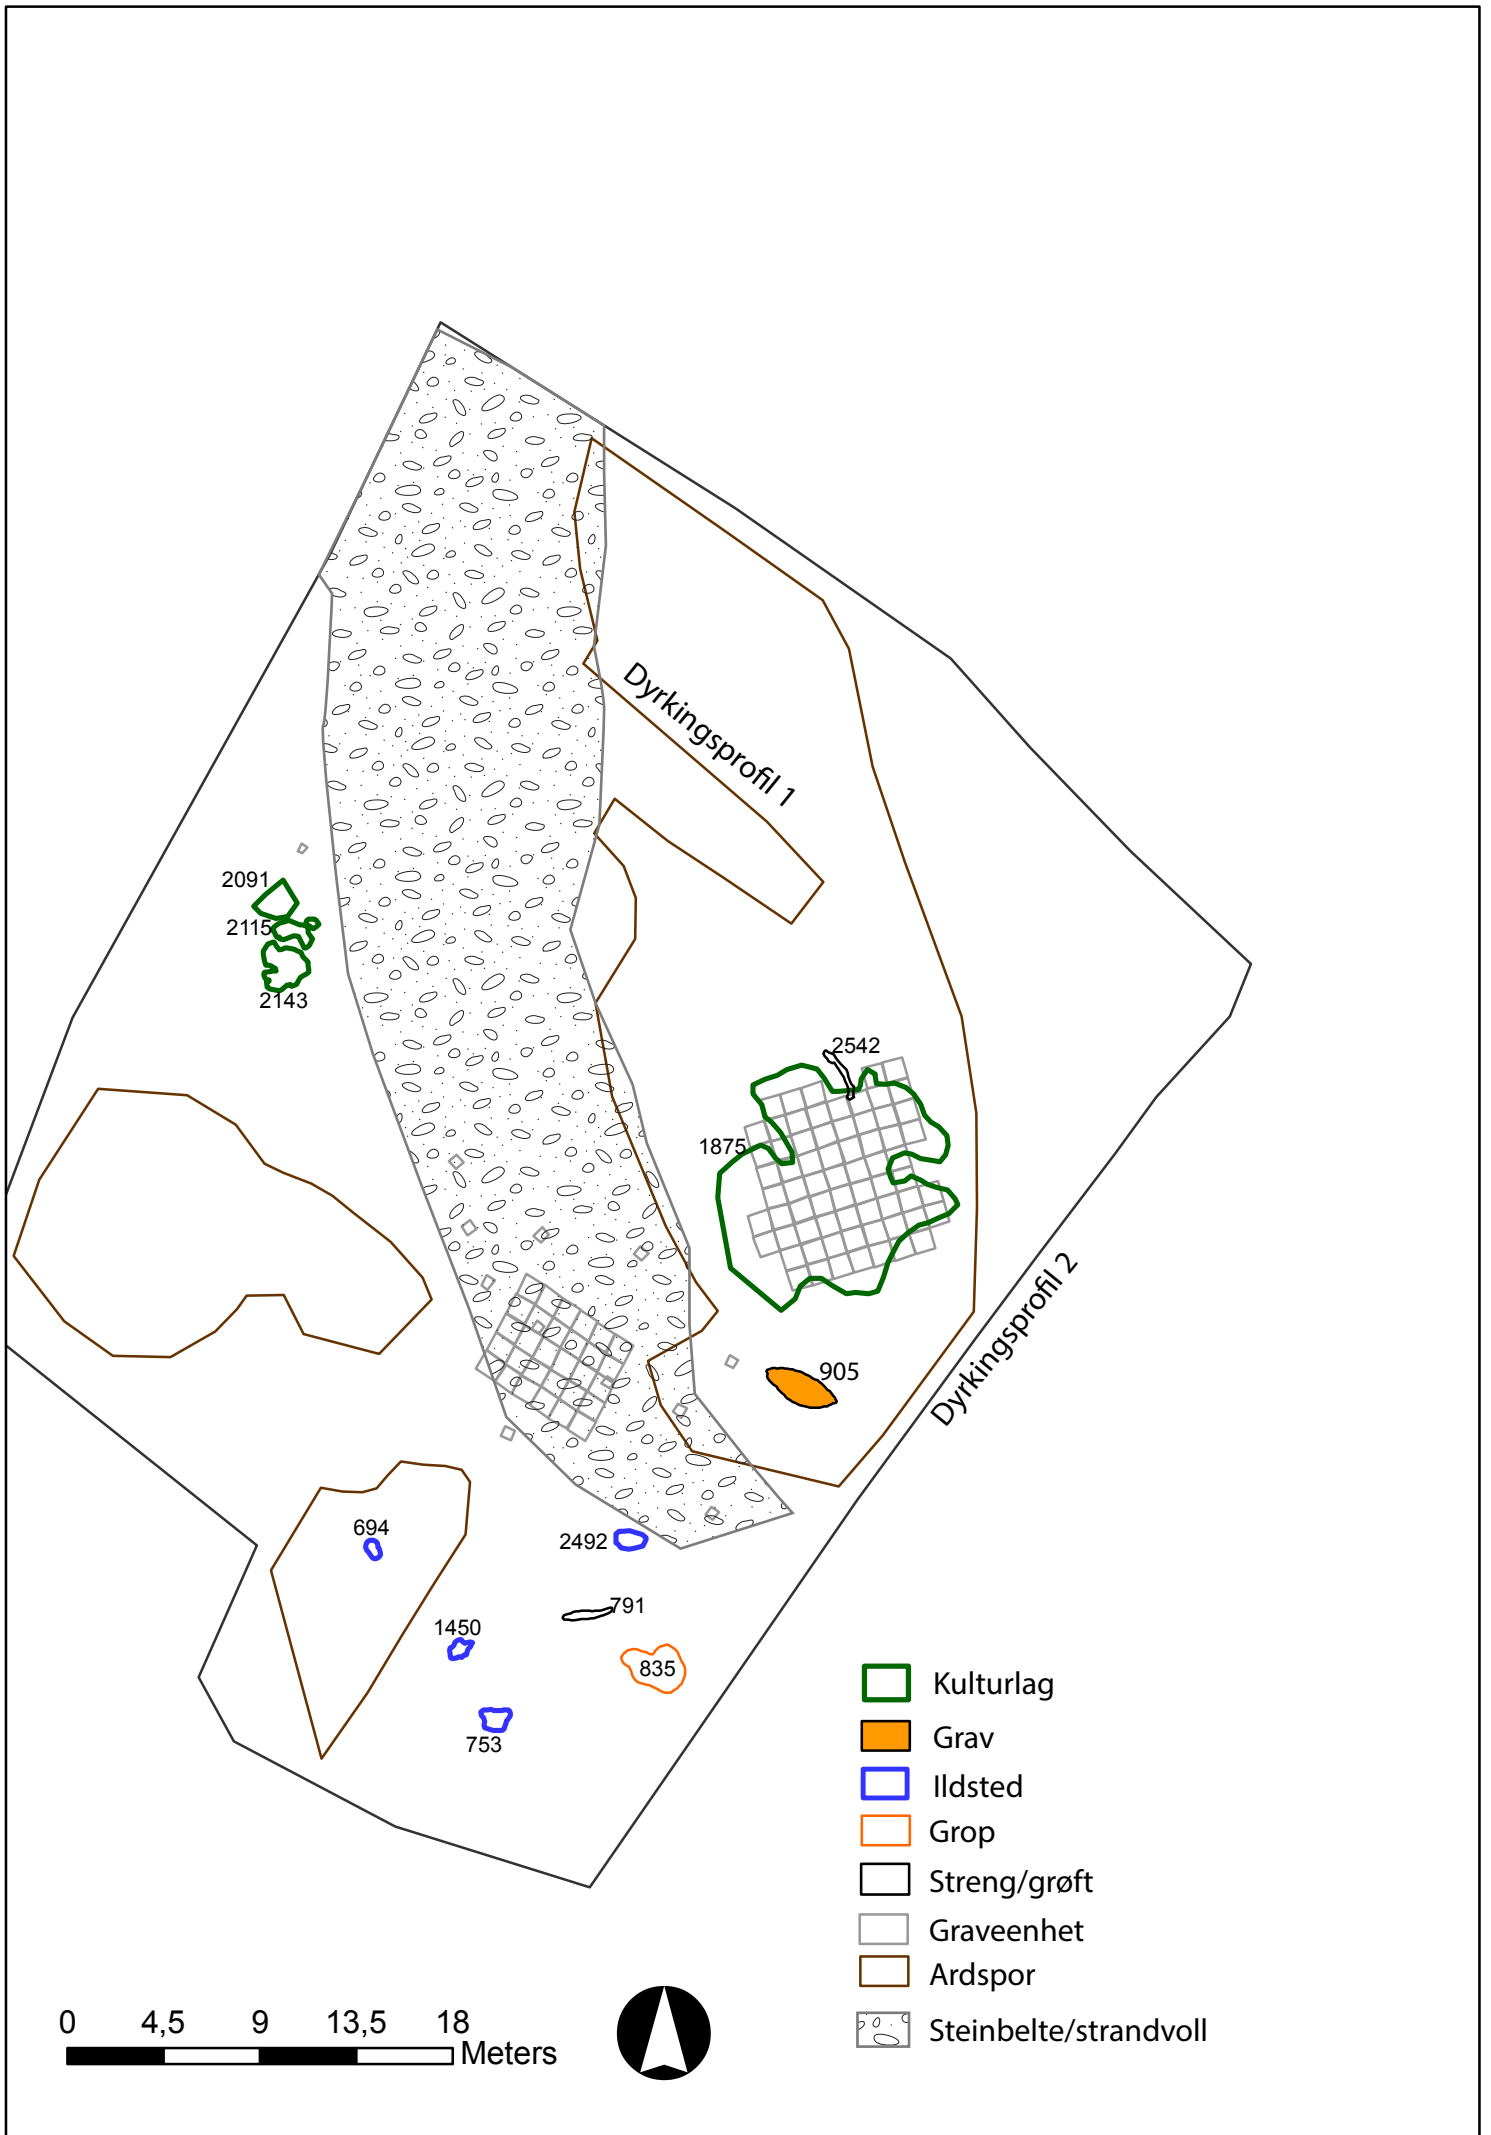 Dyrkingsprofil 1
2091
2115
2143
2542
1875
Dyrkingsprofil 2
905
694
2492
791
1450
835
753
Kulturlag
Grav
Ildsted
Grop
Streng/grøft
Graveenhet
Ardspor
Steinbelte/strandvoll
0 4,5 9 13,5 18
Meters